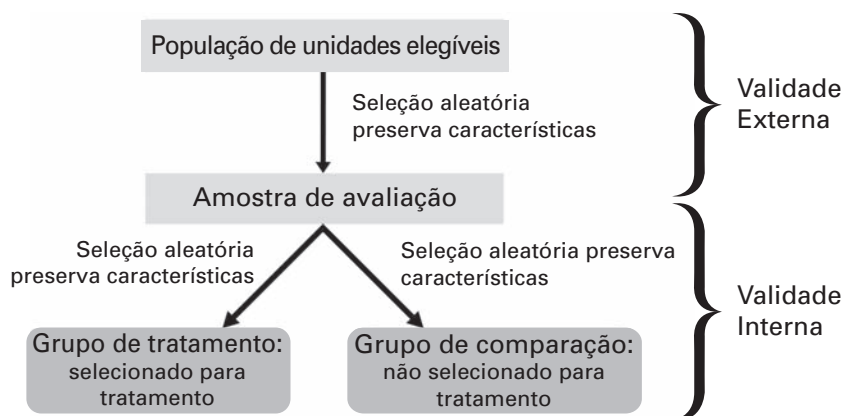 População de unidades elegíveis
Seleção aleatória
preserva características
Validade
Externa
Amostra de avaliação
Seleção aleatória
preserva características
Seleção aleatória preserva
características
Validade
Interna
Grupo de tratamento:
selecionado para
tratamento
Grupo de comparação:
não selecionado para
tratamento